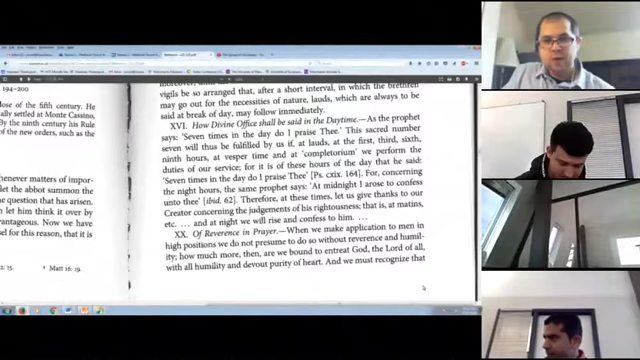 194–200
lose of the fifth century. He
ally settled at Monte Cassino,
By the ninth century his Rule
of the new orders, such as the
henever matters of impor-
let the abbot summon the
e question that has arisen.
n let him think it over by
vantageous. Now we have
sel for this reason, that it is
2: 15.
Matt 16: 19.
vigils be so arranged that, after a short interval, in which the brethren
may go out for the necessities of nature, lauds, which are always to be
said at break of day, may follow immediately.
XVI. How Divine Office shall be said in the Daytime.—As the prophet
says: ‘Seven times in the day do I praise Thee.’ This sacred number
seven will thus be fulfilled by us if, at lauds, at the first, third, sixth,
ninth hours, at vesper time and at ‘completorium’ we perform the
duties of our service; for it is of these hours of the day that he said:
‘Seven times in the day do I praise Thee’ [Ps. cxix. 164]. For, concerning
the night hours, the same prophet says: ‘At midnight I arose to confess
unto thee’ [ibid. 62]. Therefore, at these times, let us give thanks to our
Creator concerning the judgements of his righteousness; that is, at matins,
etc. … and at night we will rise and confess to him. …
XX. Of Reverence in Prayer.—When we make application to men in
high positions we do not presume to do so without reverence and humil-
ity; how much more, then, are we bound to entreat God, the Lord of all,
with all humility and devout purity of heart. And we must recognize that